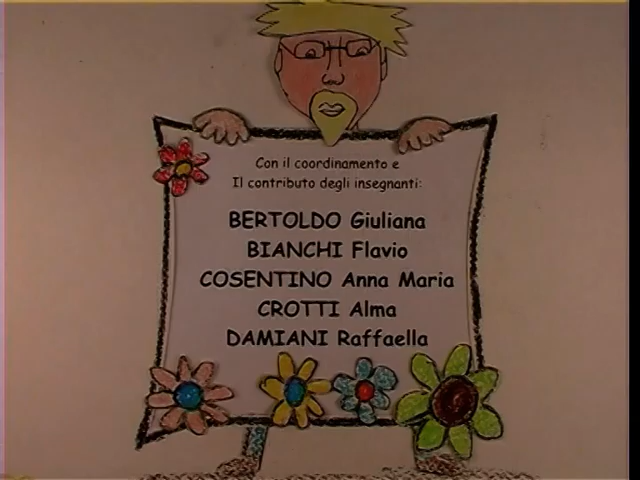 Con il coordinamento e
Il contributo degli insegnanti:
BERTOLDO Giuliana
BIANCHI Flavio
COSENTINO Anna Maria
CROTTI Alma
DAMIANI Raffaella